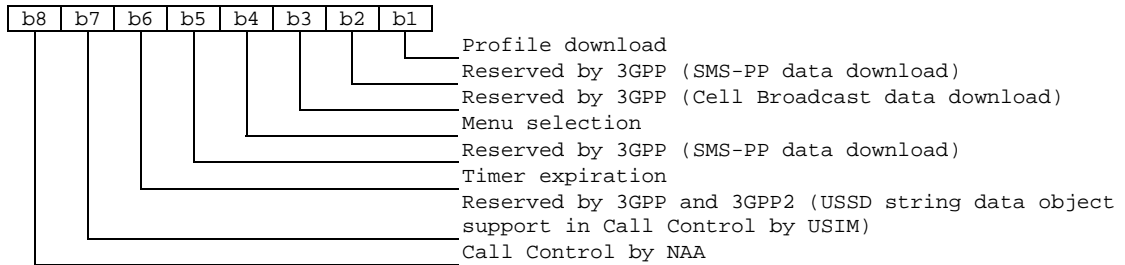 b8 b7 b6 b5 b4 b3 b2 b1
Profile download
Reserved by 3GPP (SMS-PP data download)
Reserved by 3GPP (Cell Broadcast data download)
Menu selection
Reserved by 3GPP (SMS-PP data download)
Timer expiration
Reserved by 3GPP and 3GPP2 (USSD string data object
support in Call Control by USIM)
Call Control by NAA